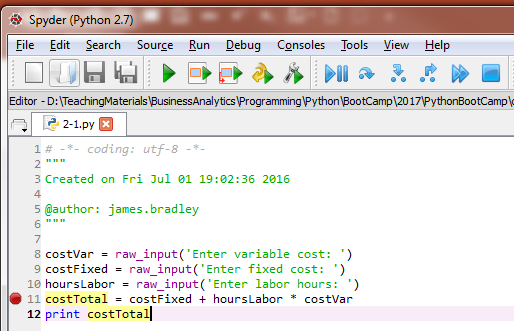 Spyder (Python 2.7)
File Edit Search Source Run Debug Consoles Tools View Help
Editor - D:\TeachingMaterials\BusinessAnalytics\Programming\Python\BootCamp\2017\PythonBootCamp\
2-1.py
1 # -*- coding: utf-8 -*-
2 """
3 Created on Fri Jul 01 19:02:36 2016
4
5 @author: james.bradley
6 """
7
8 costVar = raw_input('Enter variable cost: ')
9 costFixed = raw_input('Enter fixed cost: ')
10 hoursLabor = raw_input('Enter labor hours: ')
11 costTotal = costFixed + hoursLabor * costVar
12 print costTotal